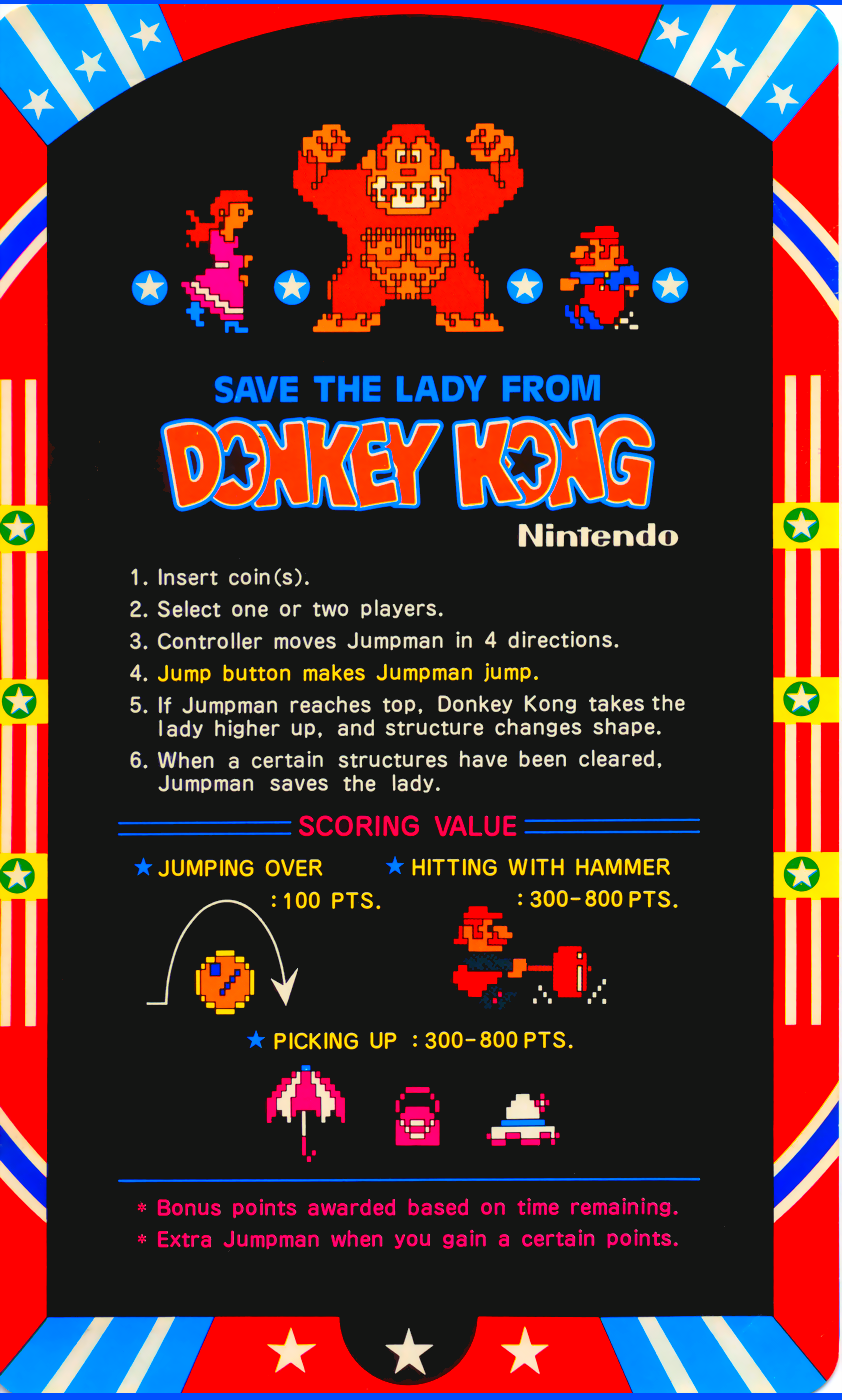 SAVE THE LADY FROM
DONKEY KONG
Nintendo
1. Insert coin(s).
2. Select one or two players.
3. Controller moves Jumpman in 4 directions.
4. Jump button makes Jumpman jump.
5. If Jumpman reaches top, Donkey Kong takes the
lady higher up, and structure changes shape.
6. When a certain structures have been cleared,
Jumpman saves the lady.
SCORING VALUE
★ JUMPING OVER
:100 PTS.
★ HITTING WITH HAMMER
:300-800 PTS.
★ PICKING UP :300-800 PTS.
* Bonus points awarded based on time remaining.
* Extra Jumpman when you gain a certain points.